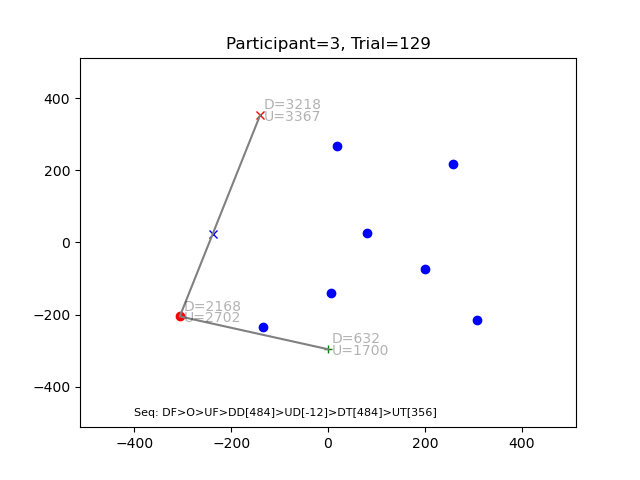 Participant=3, Trial=129
400
200
0
−200
−400
D=3218
U=3367
D=2168
U=2702
D=632
U=1700
Seq: DF>O>UF>DD[484]>UD[-12]>DT[484]>UT[356]
−400 −200 0 200 400